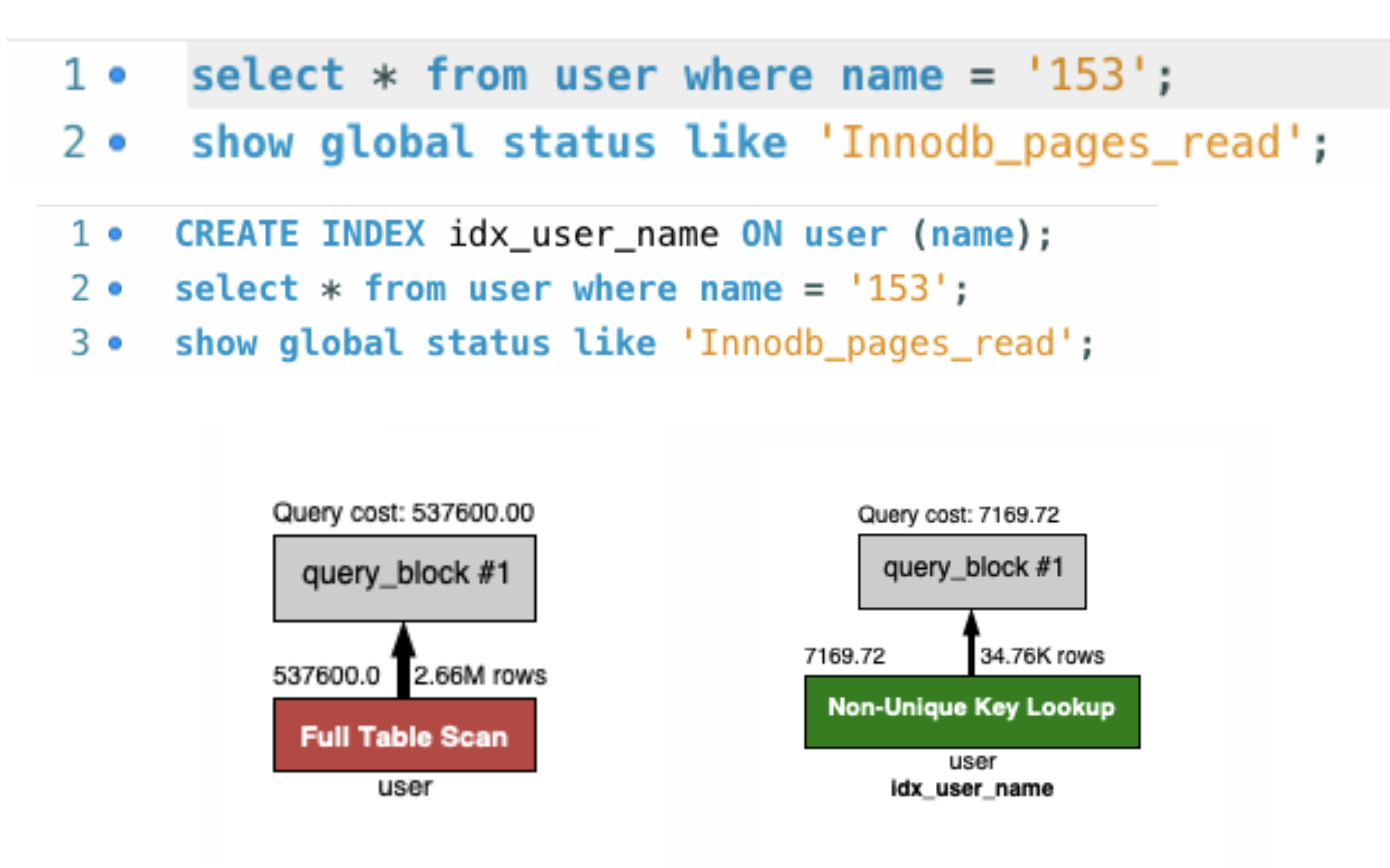 1 select * from user where name = '153';
2 show global status like 'Innodb_pages_read';
1 CREATE INDEX idx_user_name ON user (name);
2 select * from user where name = '153';
3 show global status like 'Innodb_pages_read';
Query cost: 537600.00
query_block #1
537600.0 2.66M rows
Full Table Scan
user
Query cost: 7169.72
query_block #1
7169.72 34.76K rows
Non-Unique Key Lookup
user
idx_user_name